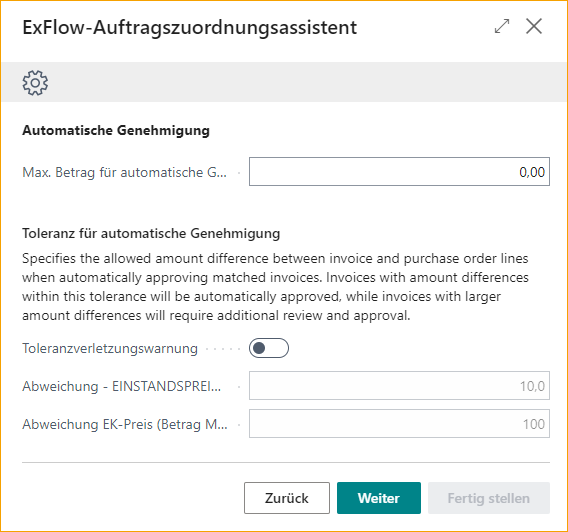 ExFlow-Auftragszuordnungsassistent
Automatische Genehmigung
Max. Betrag für automatische G...
0,00
Toleranz für automatische Genehmigung
Specifies the allowed amount difference between invoice and purchase order lines
when automatically approving matched invoices. Invoices with amount differences
within this tolerance will be automatically approved, while invoices with larger
amount differences will require additional review and approval.
Toleranzverletzungswarnung
Abweichung - EINSTANDSPREI...
10,0
Abweichung EK-Preis (Betrag M...
100
Zurück
Weiter
Fertig stellen